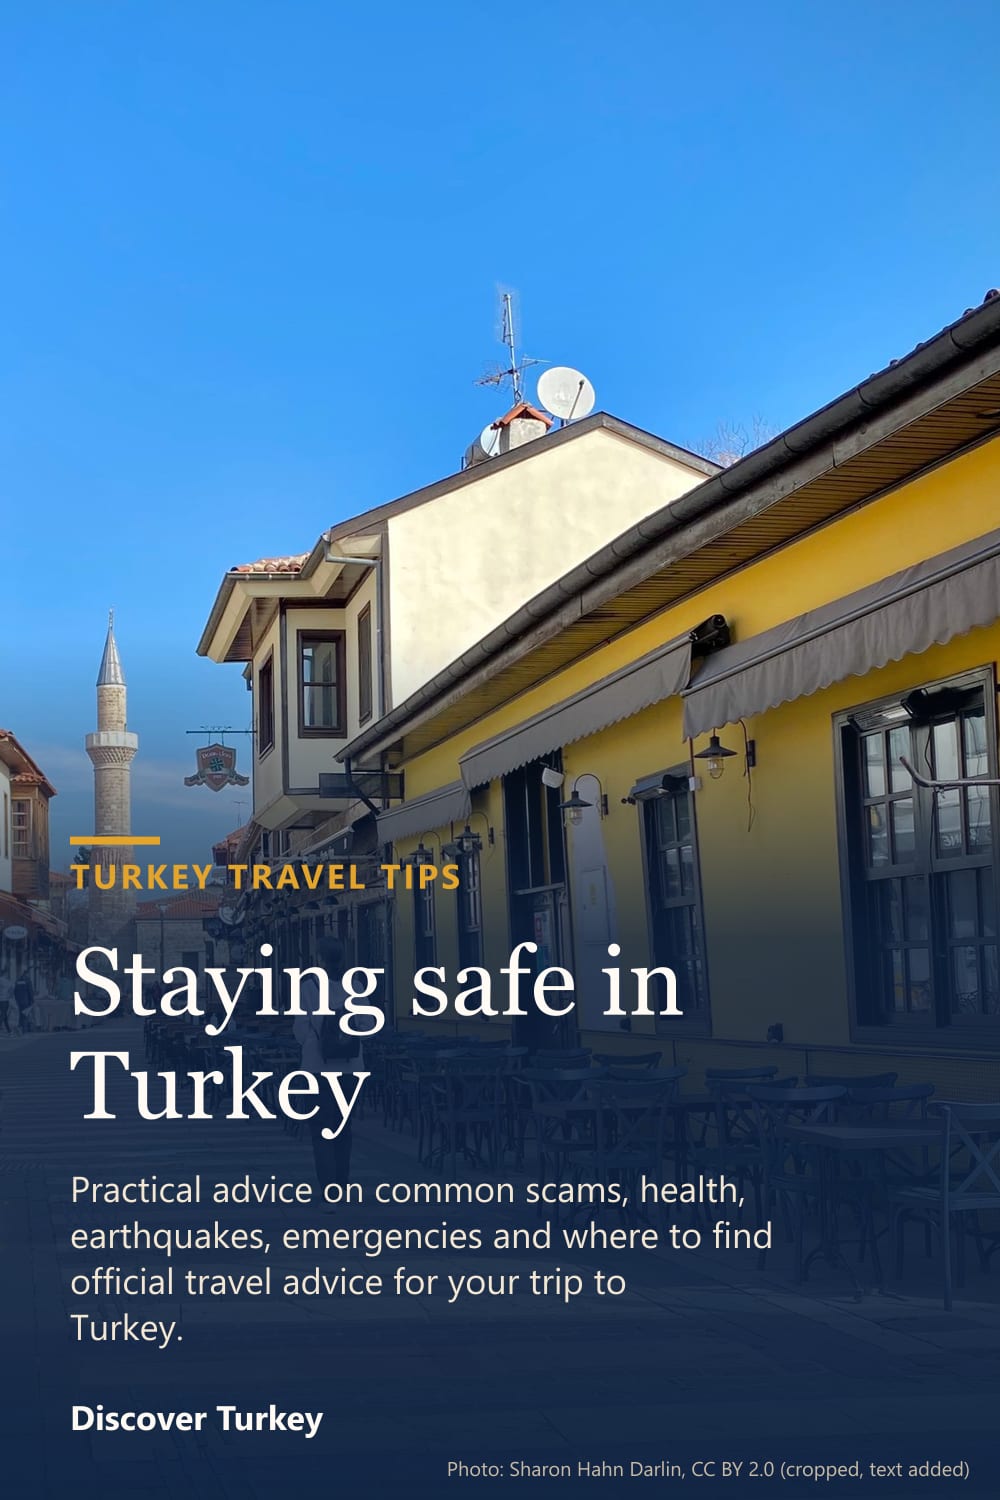 TURKEY TRAVEL TIPS
Staying safe in
Turkey
Practical advice on common scams, health,
earthquakes, emergencies and where to find
official travel advice for your trip to
Turkey.
Discover Turkey
Photo: Sharon Hahn Darlin, CC BY 2.0 (cropped, text added)